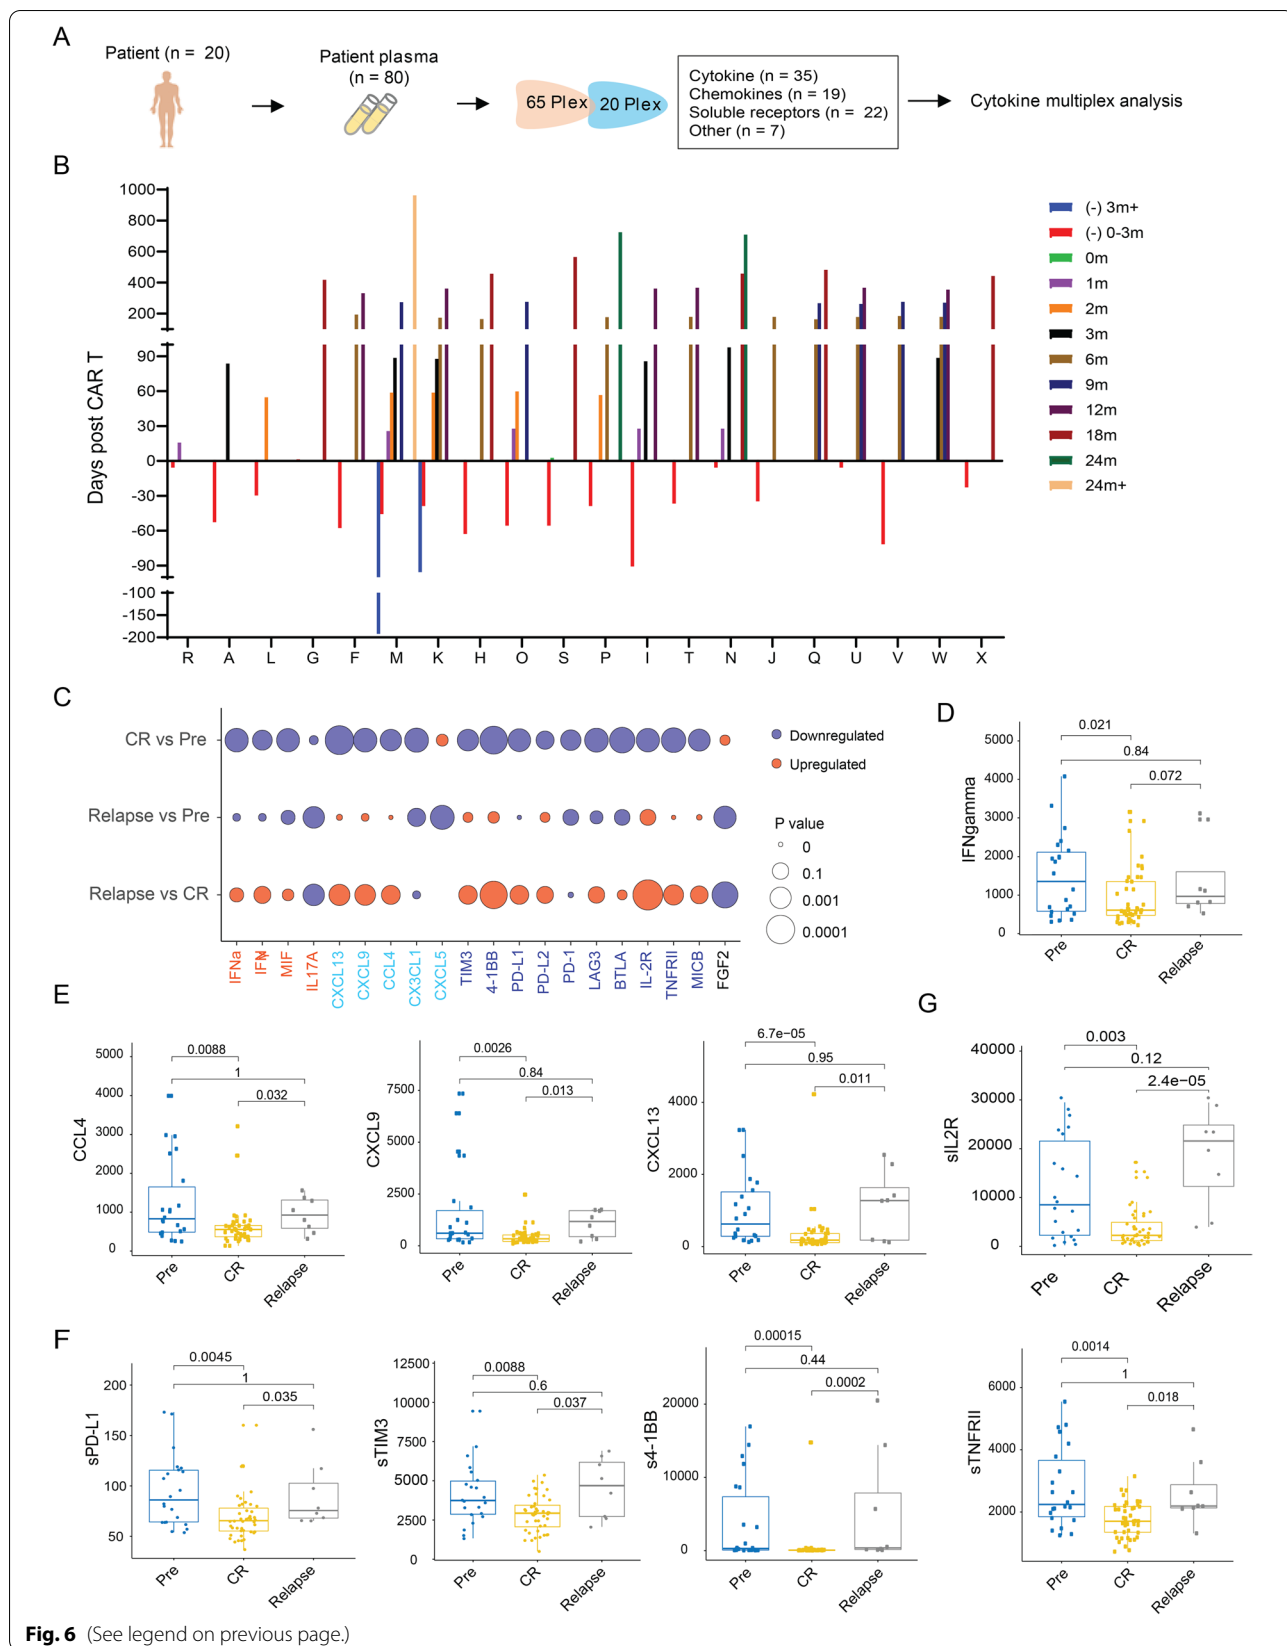 A
Patient (n = 20)
Patient plasma
(n = 80)
65 Plex
20 Plex
Cytokine (n = 35)
Chemokines (n = 19)
Soluble receptors (n = 22)
Other (n = 7)
Cytokine multiplex analysis
B
Days post CAR T
1000
800
600
400
200
90
60
30
0
-30
-60
-90
-100
-150
-200
R A L G F M K H O S P I T N J Q U V W X
(-) 3m+
(-) 0-3m
0m
1m
2m
3m
6m
9m
12m
18m
24m
24m+
C
CR vs Pre
Relapse vs Pre
Relapse vs CR
Downregulated
Upregulated
P value
0
0.1
0.001
0.0001
IFNa
MIF
IL17A
CXCL13
CXCL9
CCL4
CX3CL1
CXCL5
TIM3
4-1BB
PD-L1
PD-L2
PD-1
LAG3
BTLA
IL-2R
TNFRII
MICB
FGF2
D
IFNgamma
5000
4000
3000
2000
1000
0
0.021
0.84
0.072
Pre
CR
Relapse
E
CCL4
5000
4000
3000
2000
1000
0
0.0088
1
0.032
Pre
CR
Relapse
CXCL9
7500
5000
2500
0
0.0026
0.84
0.013
Pre
CR
Relapse
CXCL13
4000
2000
0
6.7e-05
0.95
0.011
Pre
CR
Relapse
G
sIL2R
40000
30000
20000
10000
0
0.003
0.12
2.4e-05
Pre
CR
Relapse
F
sPD-L1
200
150
100
50
0.0045
1
0.035
Pre
CR
Relapse
sTIM3
12500
10000
7500
5000
2500
0
0.0088
0.6
0.037
Pre
CR
Relapse
s4-1BB
20000
10000
0
0.00015
0.44
0.0002
Pre
CR
Relapse
sTNFRII
6000
4000
2000
0.0014
1
0.018
Pre
CR
Relapse
Fig. 6 (See legend on previous page.)